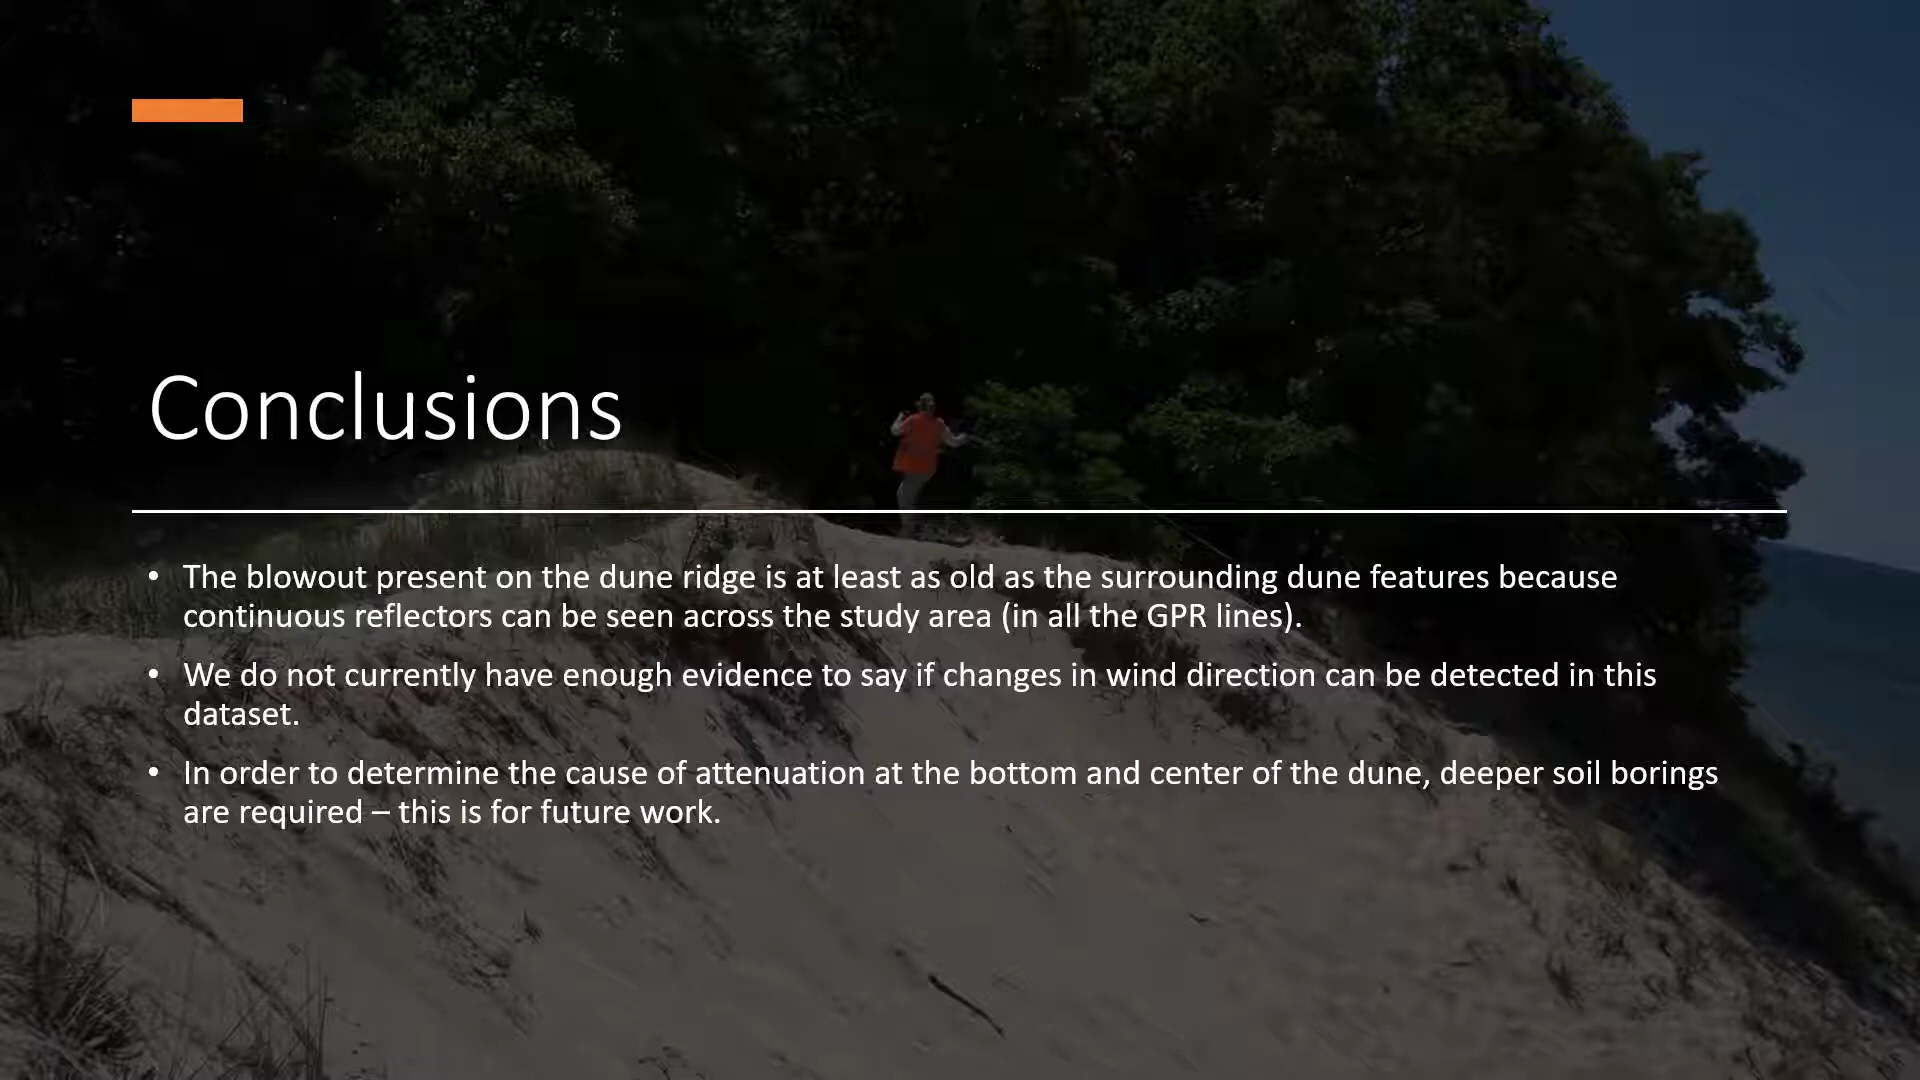 Conclusions
• The blowout present on the dune ridge is at least as old as the surrounding dune features because
continuous reflectors can be seen across the study area (in all the GPR lines).
• We do not currently have enough evidence to say if changes in wind direction can be detected in this
dataset.
• In order to determine the cause of attenuation at the bottom and center of the dune, deeper soil borings
are required – this is for future work.